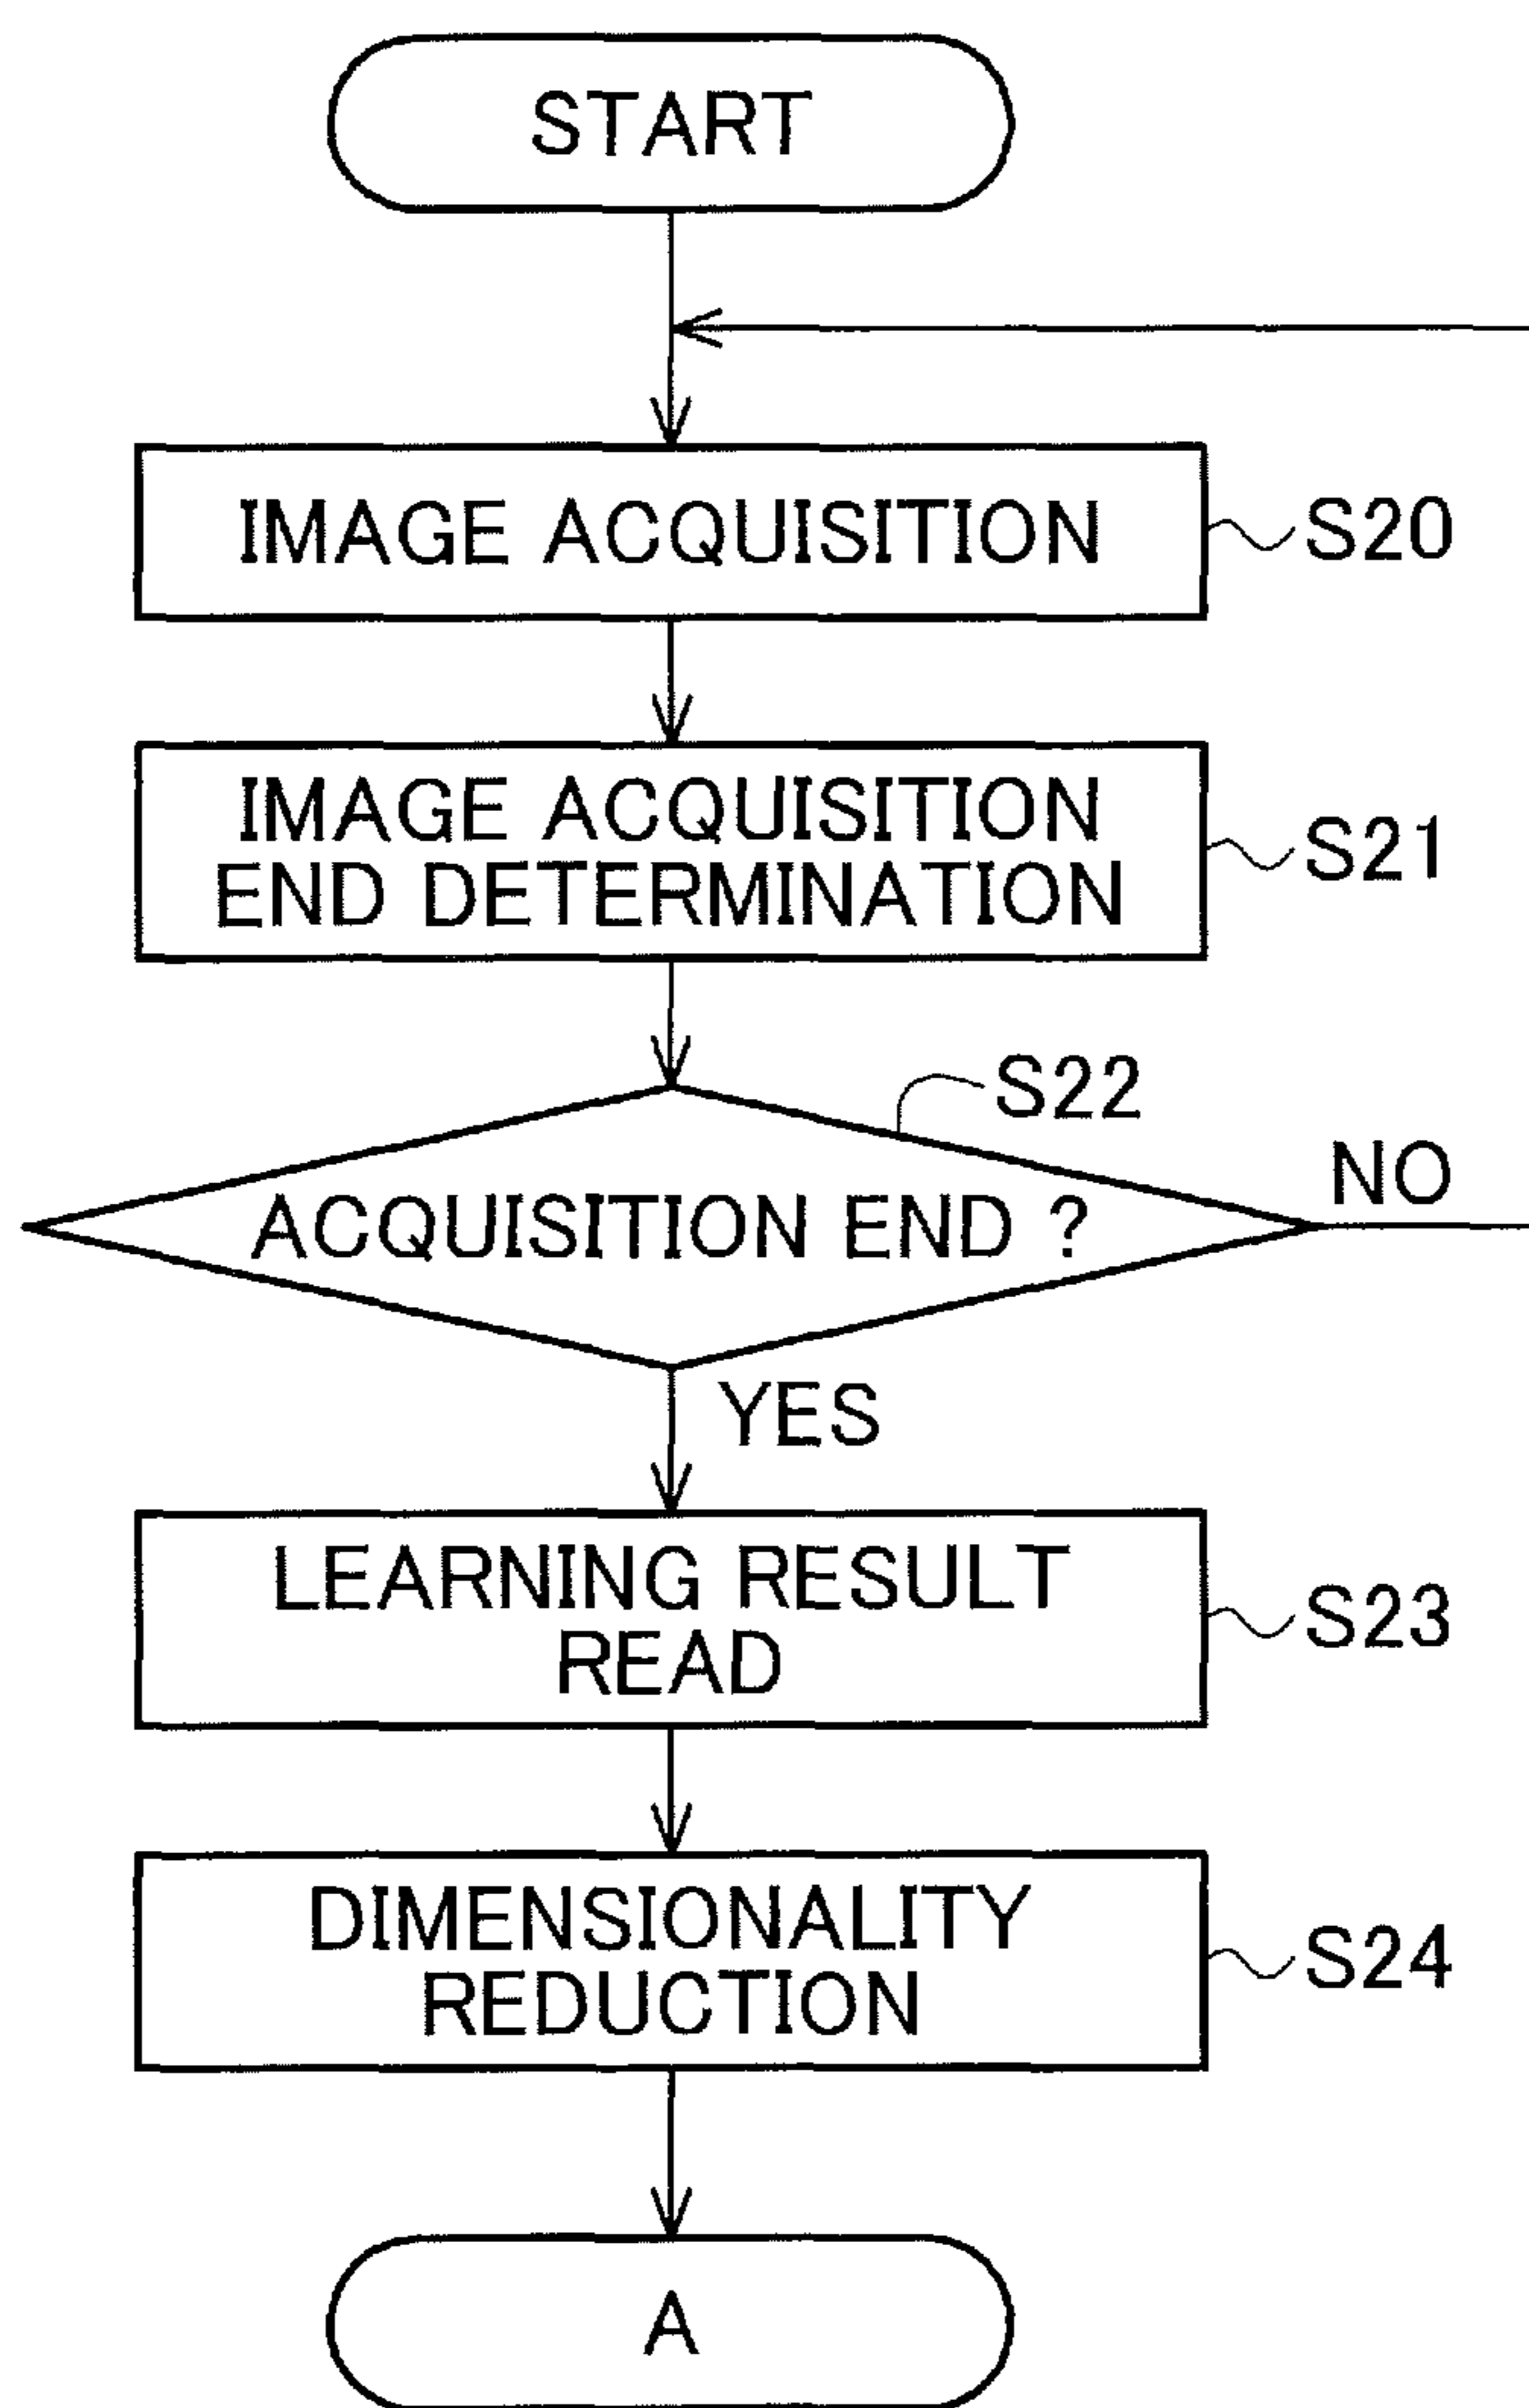 START
IMAGE ACQUISITION
S20
IMAGE ACQUISITION
END DETERMINATION
S21
S22
ACQUISITION END ?
NO
YES
LEARNING RESULT
READ
S23
DIMENSIONALITY
REDUCTION
S24
A